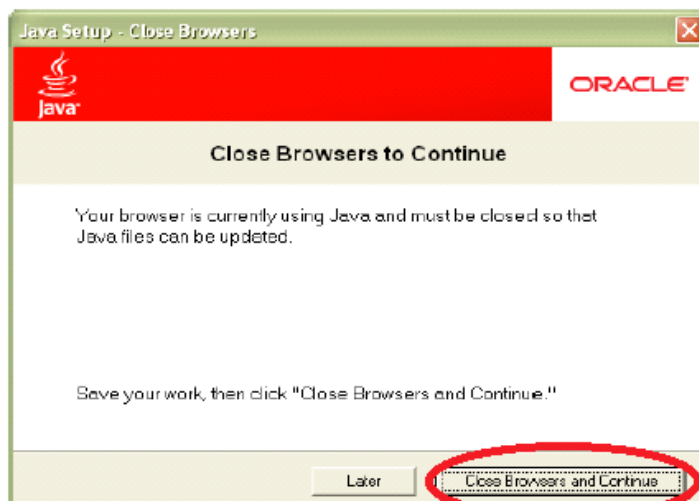 Java Setup - Close Browsers
Java
ORACLE
Close Browsers to Continue
Your browser is currently using Java and must be closed so that
Java files can be updated.
Save your work, then click "Close Browsers and Continue."
Later
Close Browsers and Continue